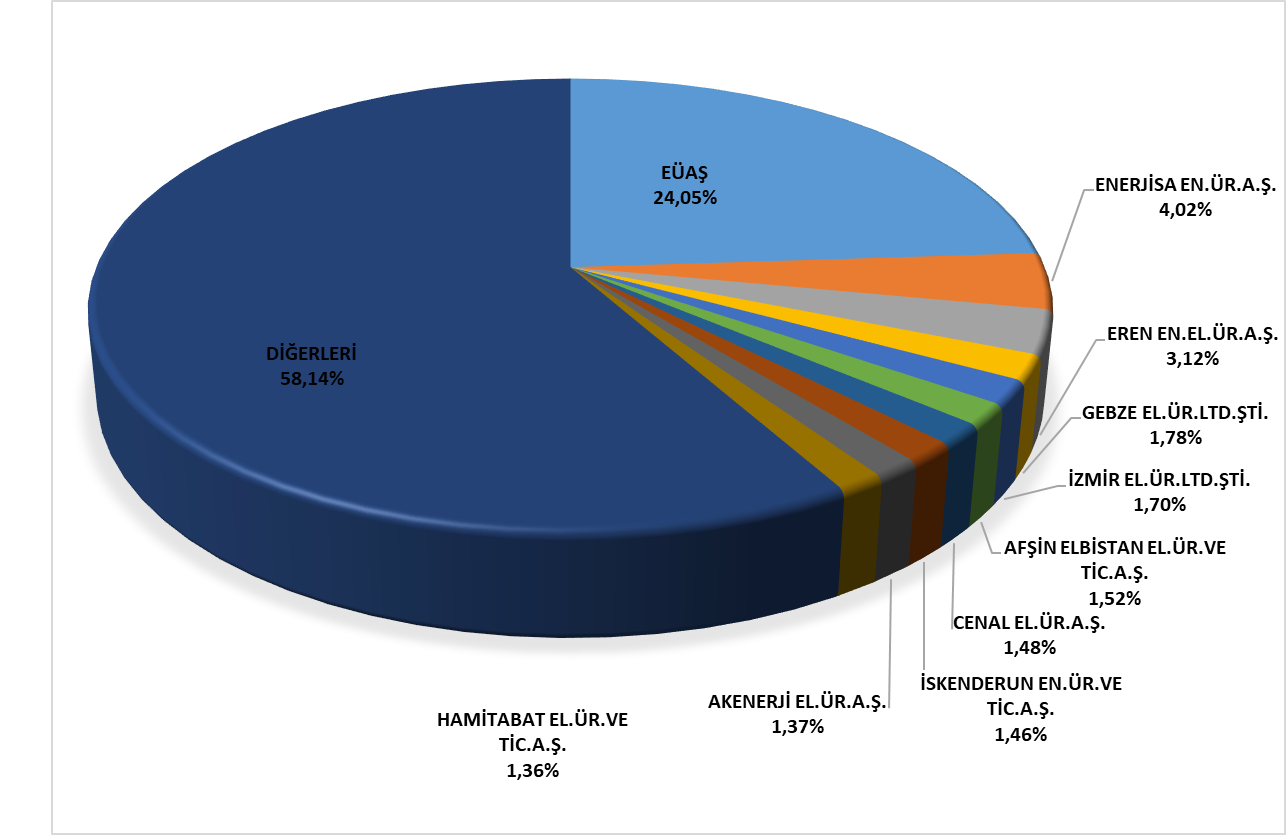 EÜAŞ
24,05%
ENERJİSA EN.ÜR.A.Ş.
4,02%
EREN EN.EL.ÜR.A.Ş.
3,12%
GEBZE EL.ÜR.LTD.ŞTİ.
1,78%
İZMİR EL.ÜR.LTD.ŞTİ.
1,70%
AFŞİN ELBİSTAN EL.ÜR.VE
TİC.A.Ş.
1,52%
CENAL EL.ÜR.A.Ş.
1,48%
İSKENDERUN EN.ÜR.VE
TİC.A.Ş.
1,46%
AKENERJİ EL.ÜR.A.Ş.
1,37%
HAMİTABAT EL.ÜR.VE
TİC.A.Ş.
1,36%
DİĞERLERİ
58,14%